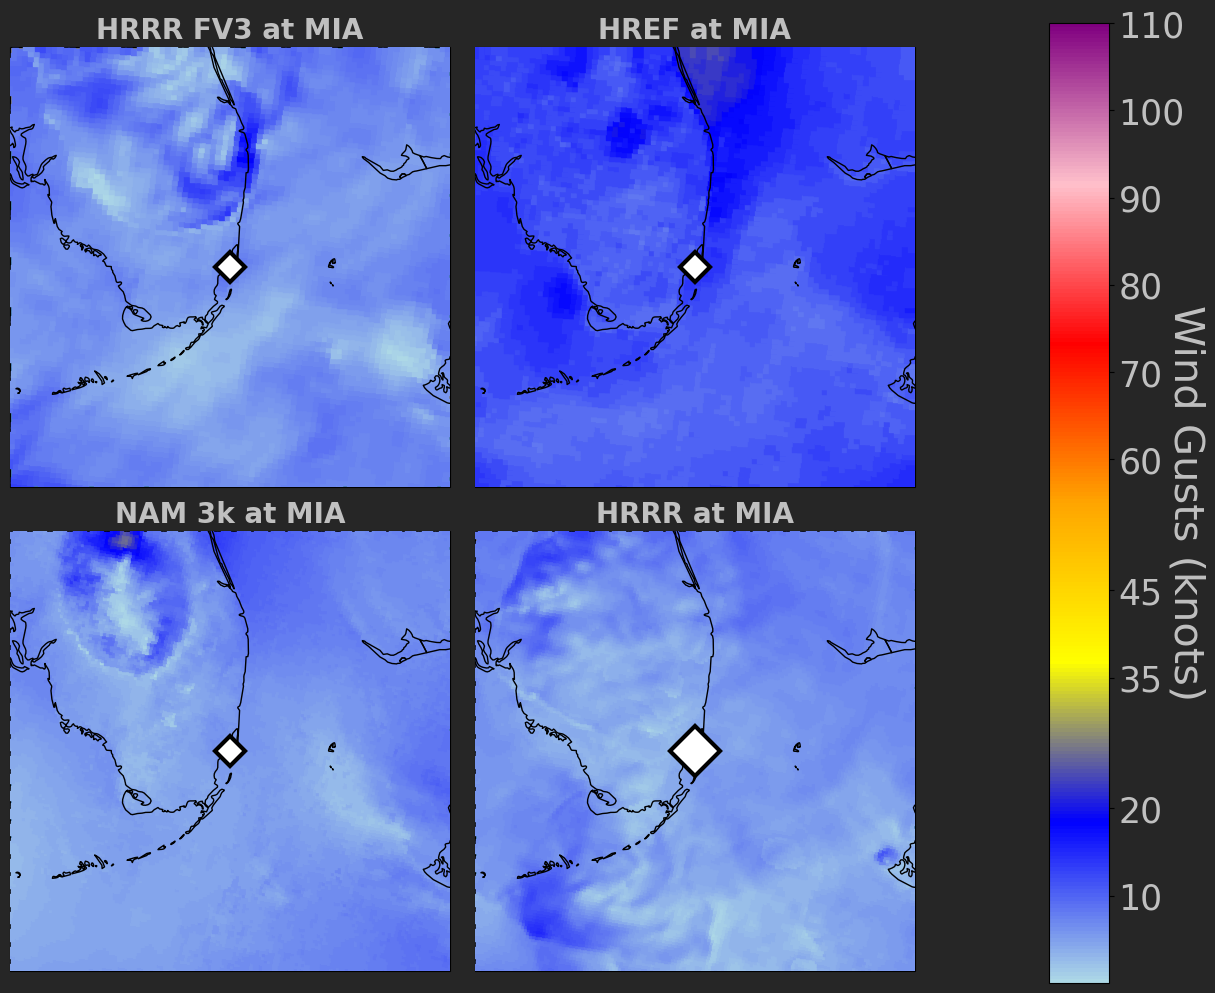 HRRR FV3 at MIA
HREF at MIA
NAM 3k at MIA
HRRR at MIA
110
100
90
80
70
60
45
35
20
10
Wind Gusts (knots)